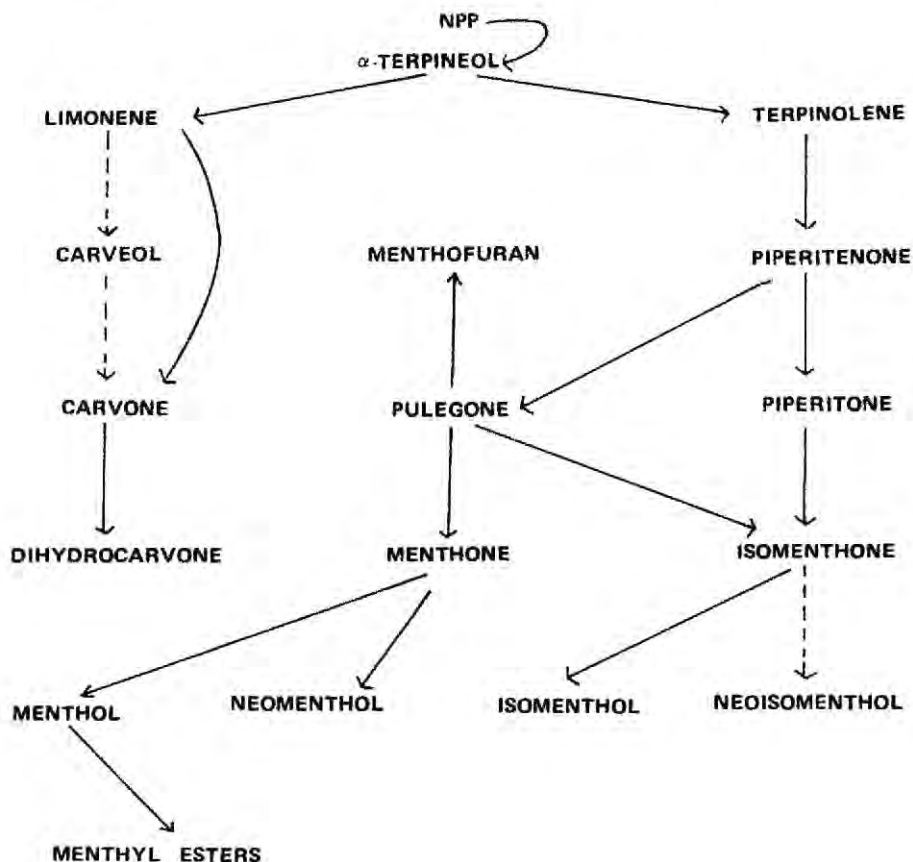 NPP
α-TERPINEOL
LIMONENE
TERPINOLENE
CARVEOL
MENTHOFURAN
PIPERITENONE
CARVONE
PULEGONE
PIPERITONE
DIHYDROCARVONE
MENTHONE
ISOMENTHONE
MENTHOL
NEOMENTHOL
ISOMENTHOL
NEOISOMENTHOL
MENTHYL ESTERS